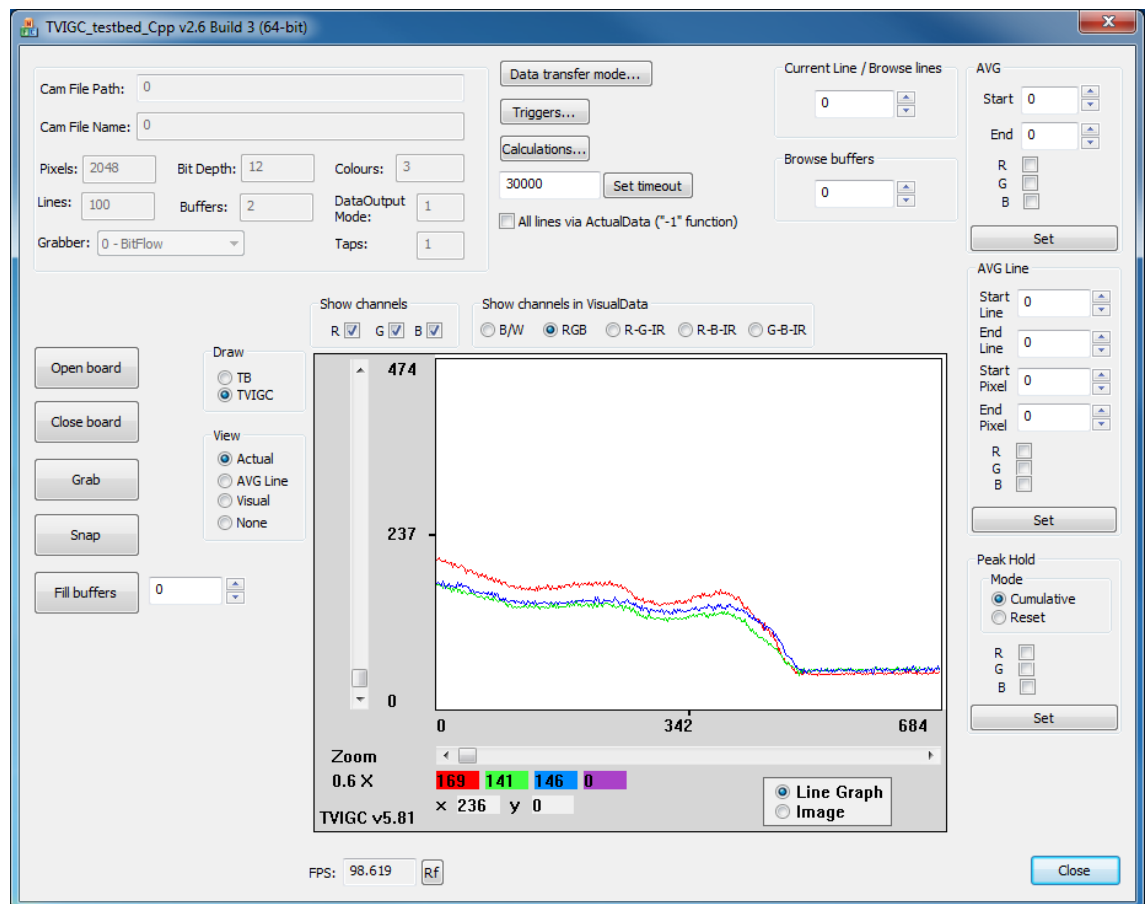 TVIGC_testbed_Cpp v2.6 Build 3 (64-bit)
Cam File Path: 0
Cam File Name: 0
Pixels: 2048 Bit Depth: 12 Colours: 3
Lines: 100 Buffers: 2 DataOutput Mode: 1
Grabber: 0 - BitFlow Taps: 1
Data transfer mode...
Triggers...
Calculations...
30000 Set timeout
All lines via ActualData ("-1" function)
Current Line / Browse lines
0
Browse buffers
0
AVG
Start 0
End 0
R
G
B
Set
AVG Line
Start Line 0
End Line 0
Start Pixel 0
End Pixel 0
R
G
B
Set
Peak Hold
Mode
Cumulative
Reset
R
G
B
Set
Show channels
R G B
Show channels in VisualData
B/W RGB R-G-IR R-B-IR G-B-IR
Open board
Close board
Grab
Snap
Fill buffers 0
Draw
TB
TVIGC
View
Actual
AVG Line
Visual
None
474
237
0
0 342 684
Zoom
0.6 X
169 141 146 0
x 236 y 0
TVIGC v5.81
Line Graph
Image
FPS: 98.619 Rf
Close